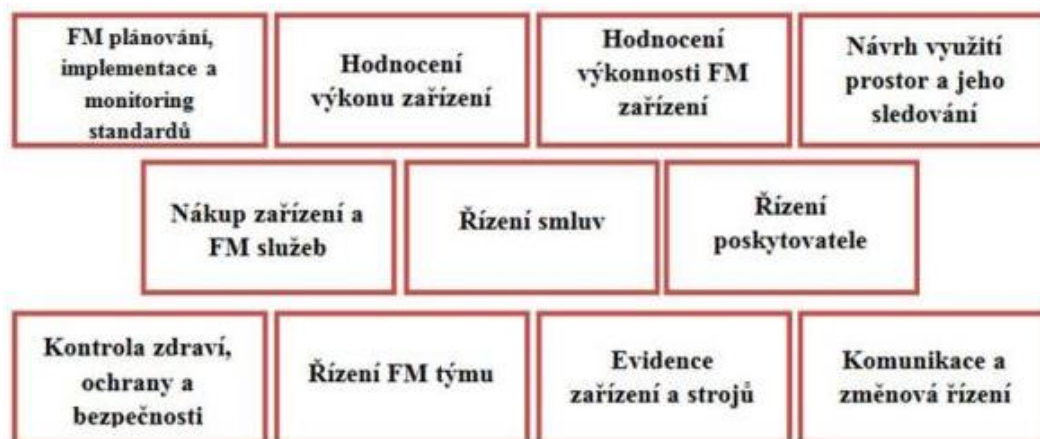 FM plánování,
implementace a
monitoring
standardů
Hodnocení
výkonu zařízení
Hodnocení
výkonnosti FM
zařízení
Návrh využití
prostor a jeho
sledování
Nákup zařízení a
FM služeb
Řízení smluv
Řízení
poskytovatele
Kontrola zdraví,
ochrany a
bezpečnosti
Řízení FM týmu
Evidence
zařízení a strojů
Komunikace a
změnová řízení